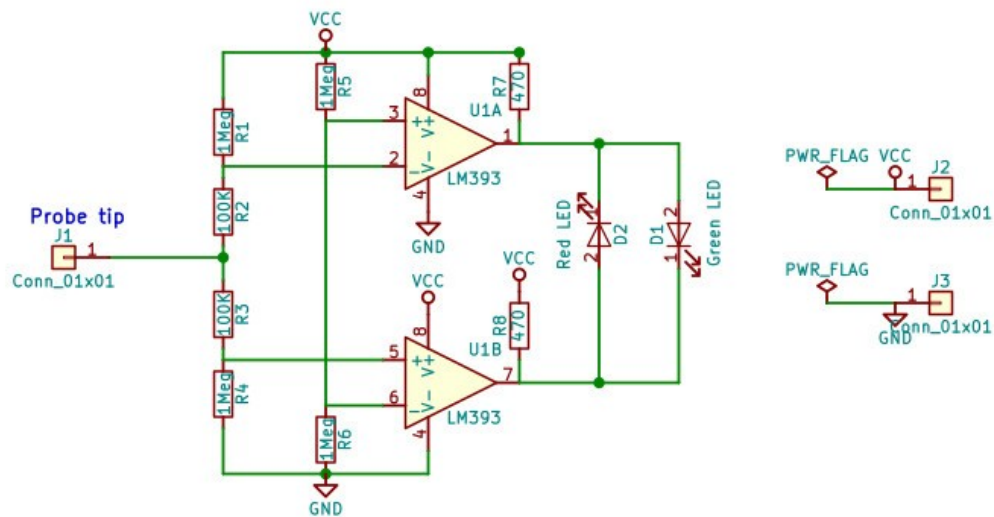 VCC
1Meg
R5
R7
470
8
1Meg
R1
U1A
3
+
V+
1
2
V-
LM393
4
100K
R2
GND
Probe tip
J1
1
Conn_01x01
Red LED
1
2
D2
D1
2
1
Green LED
PWR_FLAG
VCC
J2
1
Conn_01x01
VCC
VCC
100K
R3
8
R8
470
U1B
5
+
V+
7
1Meg
R4
6
V-
LM393
4
1Meg
R6
GND
PWR_FLAG
J3
1
Conn_01x01
GND